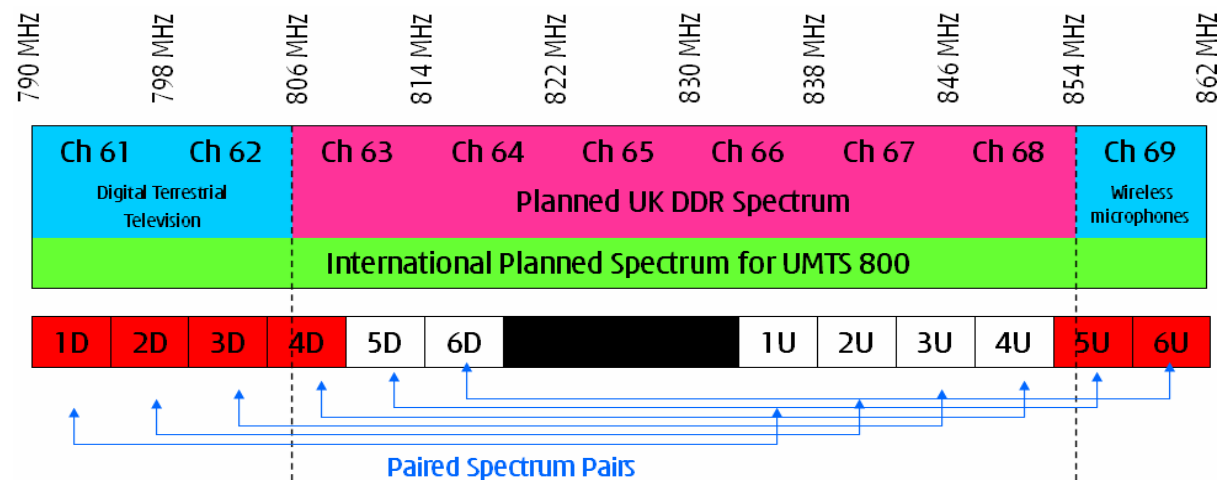 790 MHZ 798 MHZ 806 MHZ 814 MHZ 822 MHZ 830 MHZ 838 MHZ 846 MHZ 854 MHZ 862 MHZ
Ch 61 Ch 62 Ch 63 Ch 64 Ch 65 Ch 66 Ch 67 Ch 68 Ch 69
Digital Terrestrial
Television
Planned UK DDR Spectrum
Wireless
microphones
International Planned Spectrum for UMTS 800
1D 2D 3D 4D 5D 6D 1U 2U 3U 4U 5U 6U
Paired Spectrum Pairs